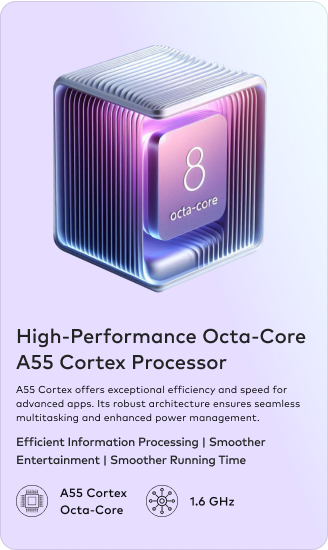 8
octa-core
High-Performance Octa-Core
A55 Cortex Processor
A55 Cortex offers exceptional efficiency and speed for
advanced apps. Its robust architecture ensures seamless
multitasking and enhanced power management.
Efficient Information Processing | Smoother
Entertainment | Smoother Running Time
A55 Cortex
Octa-Core
1.6 GHz